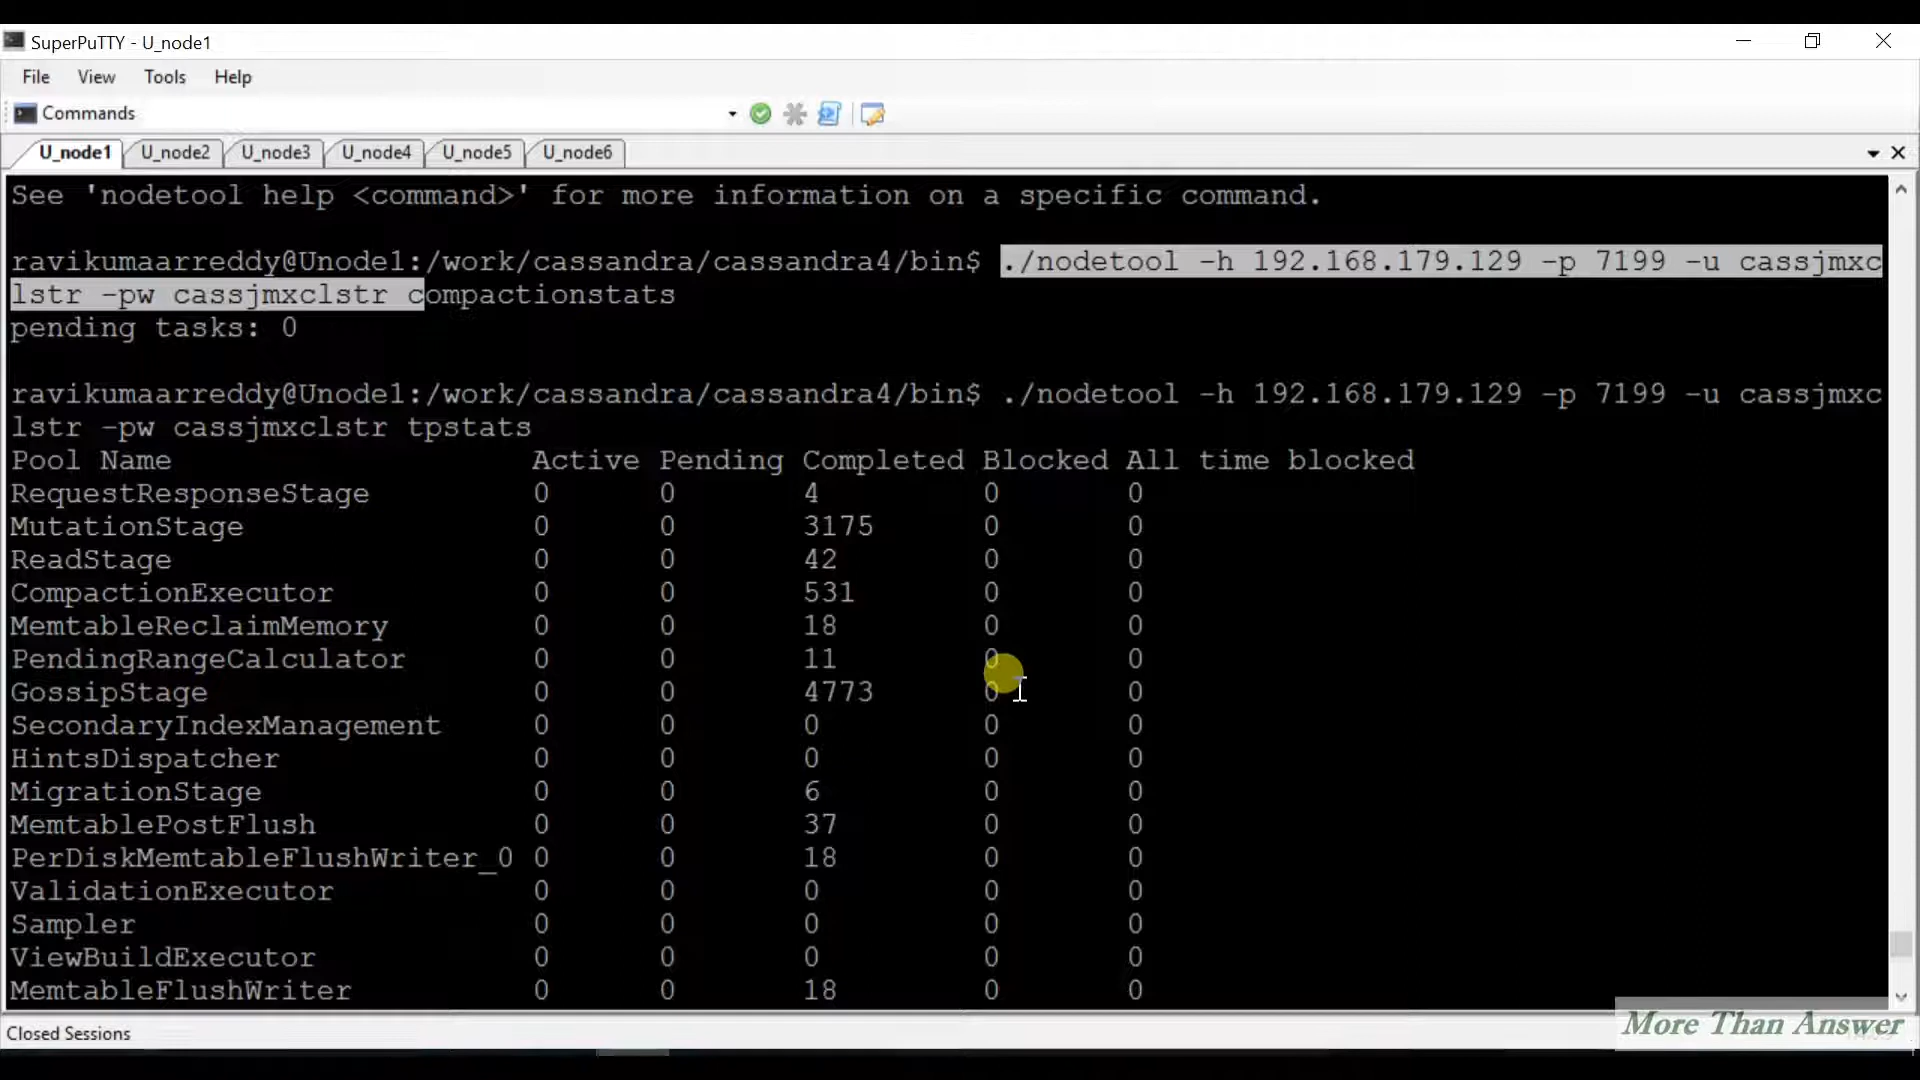 SuperPuTTY - U_node1
File View Tools Help
Commands
U_node1 U_node2 U_node3 U_node4 U_node5 U_node6
See 'nodetool help <command>' for more information on a specific command.
ravikumaarreddy@Unode1:/work/cassandra/cassandra4/bin$ ./nodetool -h 192.168.179.129 -p 7199 -u cassjmxc
lstr -pw cassjmxclstr compactionstats
pending tasks: 0
ravikumaarreddy@Unode1:/work/cassandra/cassandra4/bin$ ./nodetool -h 192.168.179.129 -p 7199 -u cassjmxc
lstr -pw cassjmxclstr tpstats
Pool Name Active Pending Completed Blocked All time blocked
RequestResponseStage 0 0 4 0 0
MutationStage 0 0 3175 0 0
ReadStage 0 0 42 0 0
CompactionExecutor 0 0 531 0 0
MemtableReclaimMemory 0 0 18 0 0
PendingRangeCalculator 0 0 11 0 0
GossipStage 0 0 4773 0 0
SecondaryIndexManagement 0 0 0 0 0
HintsDispatcher 0 0 0 0 0
MigrationStage 0 0 6 0 0
MemtablePostFlush 0 0 37 0 0
PerDiskMemtableFlushWriter_0 0 0 18 0 0
ValidationExecutor 0 0 0 0 0
Sampler 0 0 0 0 0
ViewBuildExecutor 0 0 0 0 0
MemtableFlushWriter 0 0 18 0 0
Closed Sessions
More Than Answer